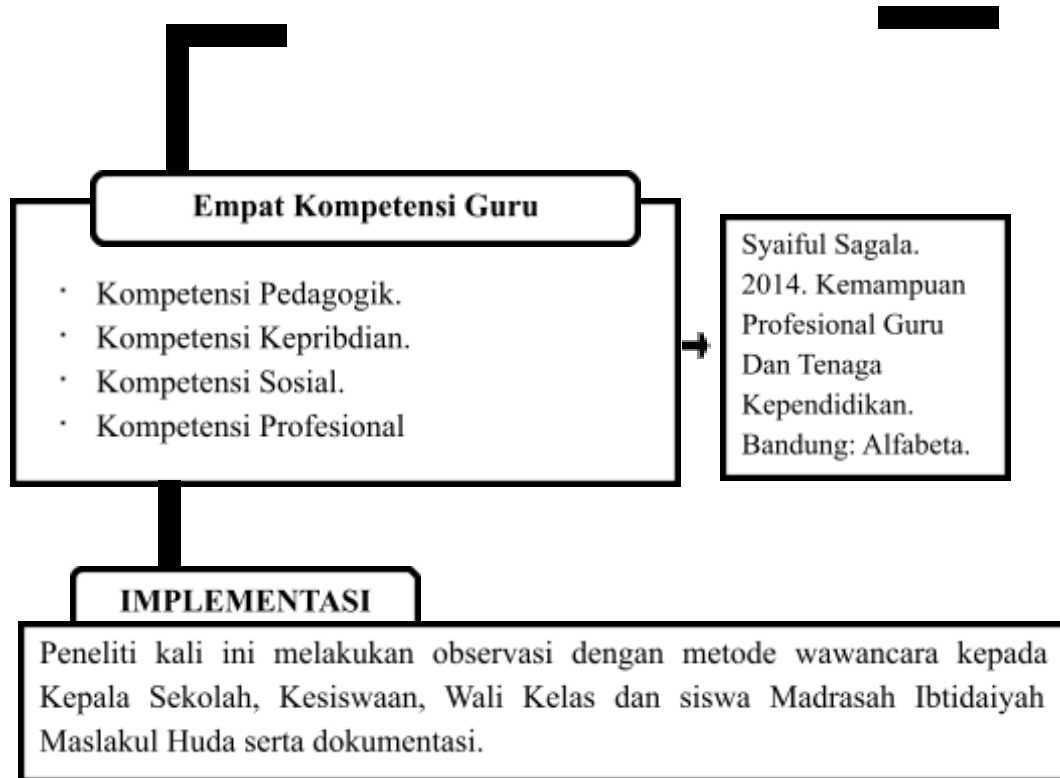 Empat Kompetensi Guru
· Kompetensi Pedagogik.
· Kompetensi Kepribdian.
· Kompetensi Sosial.
· Kompetensi Profesional
Syaiful Sagala.
2014. Kemampuan
Profesional Guru
Dan Tenaga
Kependidikan.
Bandung: Alfabeta.
IMPLEMENTASI
Peneliti kali ini melakukan observasi dengan metode wawancara kepada
Kepala Sekolah, Kesiswaan, Wali Kelas dan siswa Madrasah Ibtidaiyah
Maslakul Huda serta dokumentasi.